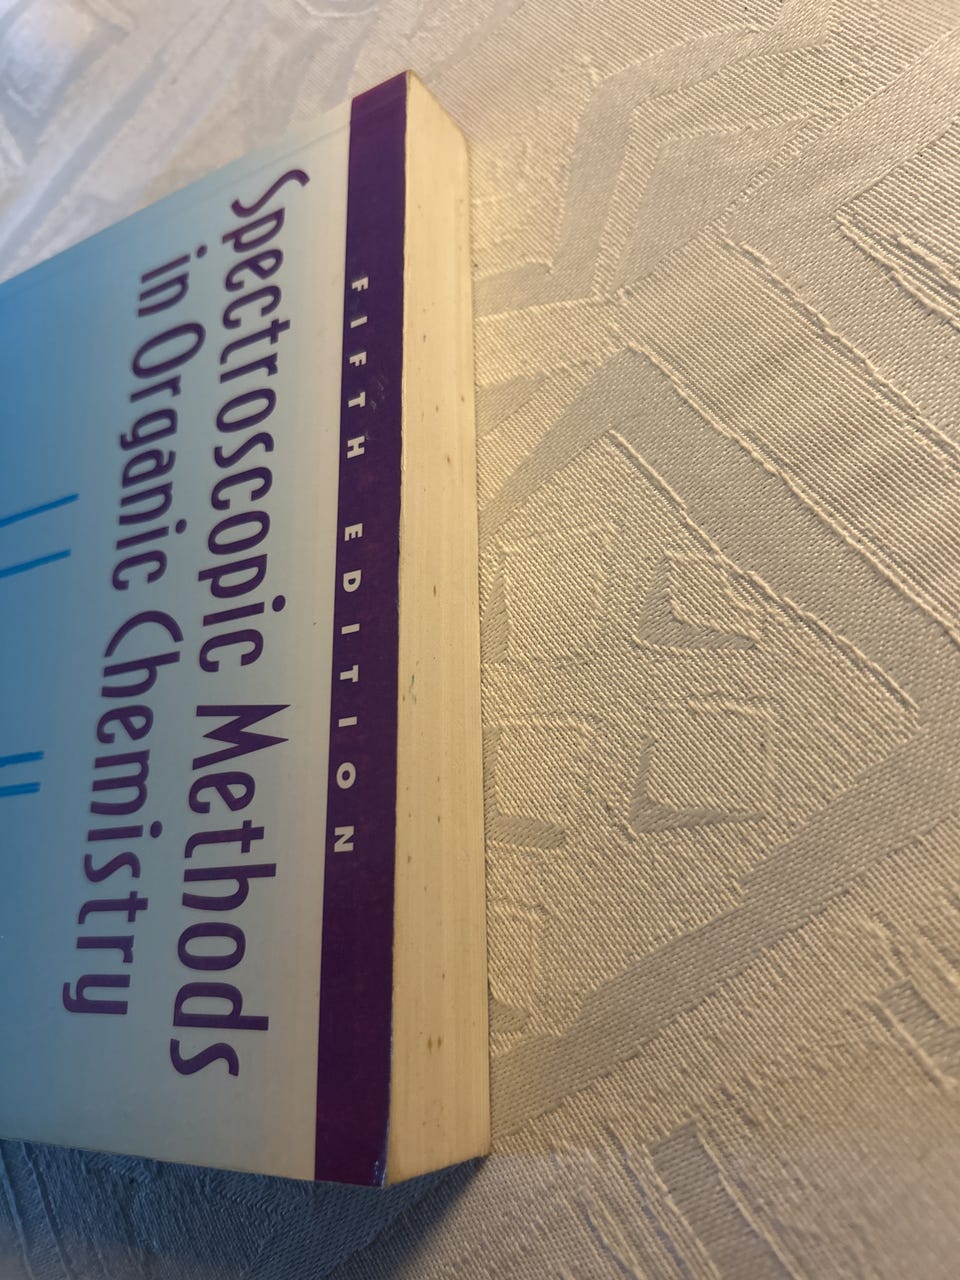 FIFTH EDITION
Spectroscopic Methods
in Organic Chemistry